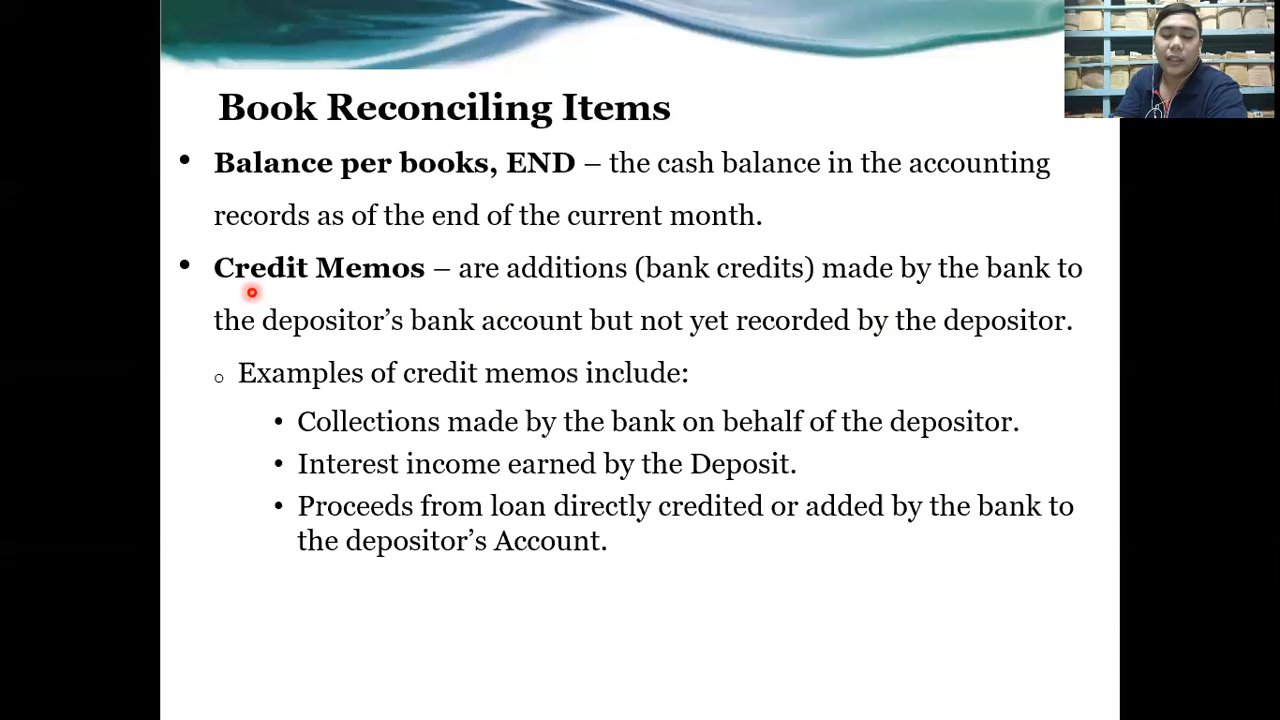 Book Reconciling Items
• Balance per books, END – the cash balance in the accounting
records as of the end of the current month.
• Credit Memos – are additions (bank credits) made by the bank to
the depositor’s bank account but not yet recorded by the depositor.
o Examples of credit memos include:
• Collections made by the bank on behalf of the depositor.
• Interest income earned by the Deposit.
• Proceeds from loan directly credited or added by the bank to
the depositor’s Account.